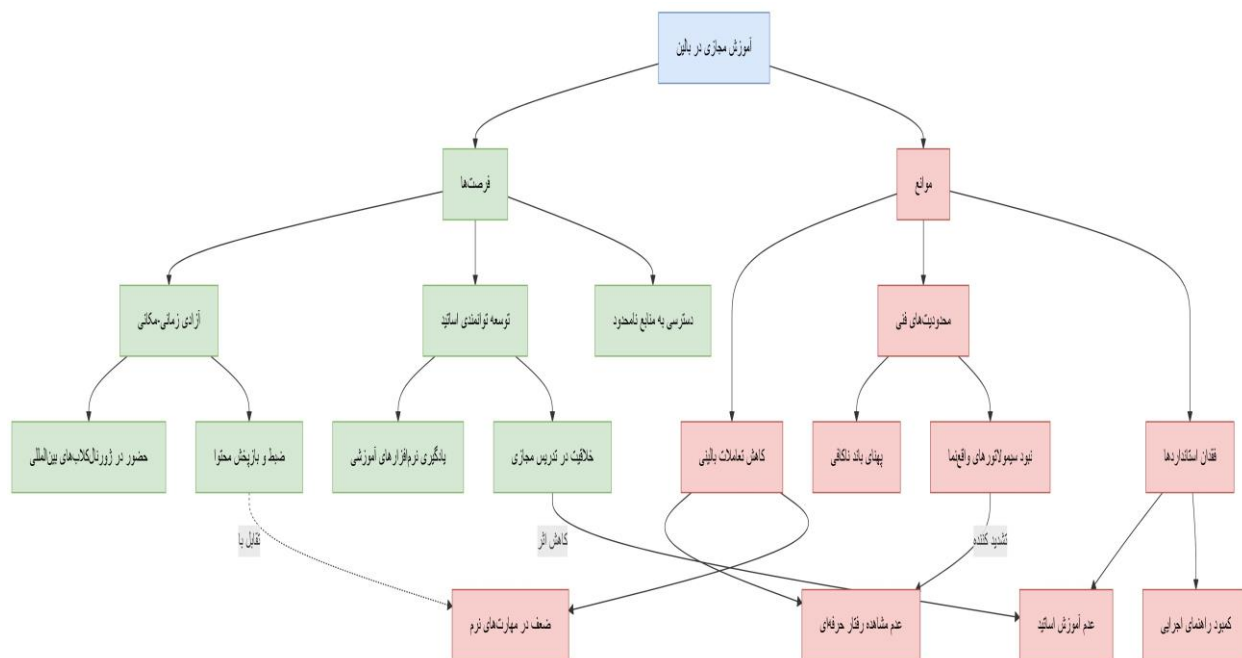 آموزش مجازی در بالین
فرصت‌ها
موانع
آزادی زمانی-مکانی
توسعه توانمندی اساتید
دسترسی به منابع نامحدود
محدودیت‌های فنی
حضور در ژورنال‌کلاب‌های بین‌المللی
ضبط و بازپخش محتوا
یادگیری نرم‌افزارهای آموزشی
خلاقیت در تدریس مجازی
کاهش تعاملات بالینی
پهنای باند ناکافی
نبود سیمولاتورهای واقع‌نما
فقدان استانداردها
تقابل با
کاهش اثر
تشدید کننده
ضعف در مهارت‌های نرم
عدم مشاهده رفتار حرفه‌ای
عدم آموزش اساتید
کمبود راهنمای اجرایی